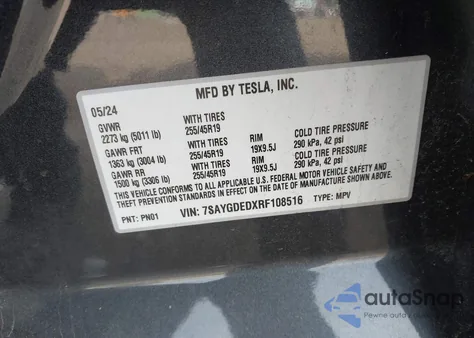 MFD BY TESLA, INC.
05/24
GVWR WITH TIRES
2273 kg (5011 lb) 255/45R19
GAWR FRT WITH TIRES RIM COLD TIRE PRESSURE
1363 kg (3004 lb) 255/45R19 19X9.5J 290 kPa, 42 psi
GAWR RR WITH TIRES RIM COLD TIRE PRESSURE
1500 kg (3306 lb) 255/45R19 19X9.5J 290 kPa, 42 psi
THIS VEHICLE CONFORMS TO ALL APPLICABLE U.S. FEDERAL MOTOR VEHICLE SAFETY AND
THEFT PREVENTION STANDARDS IN EFFECT ON THE DATE OF MANUFACTURE SHOWN ABOVE.
PNT: PN01 VIN: 7SAYGDEDXRF108516 TYPE: MPV
autoSnap
Pewne auto